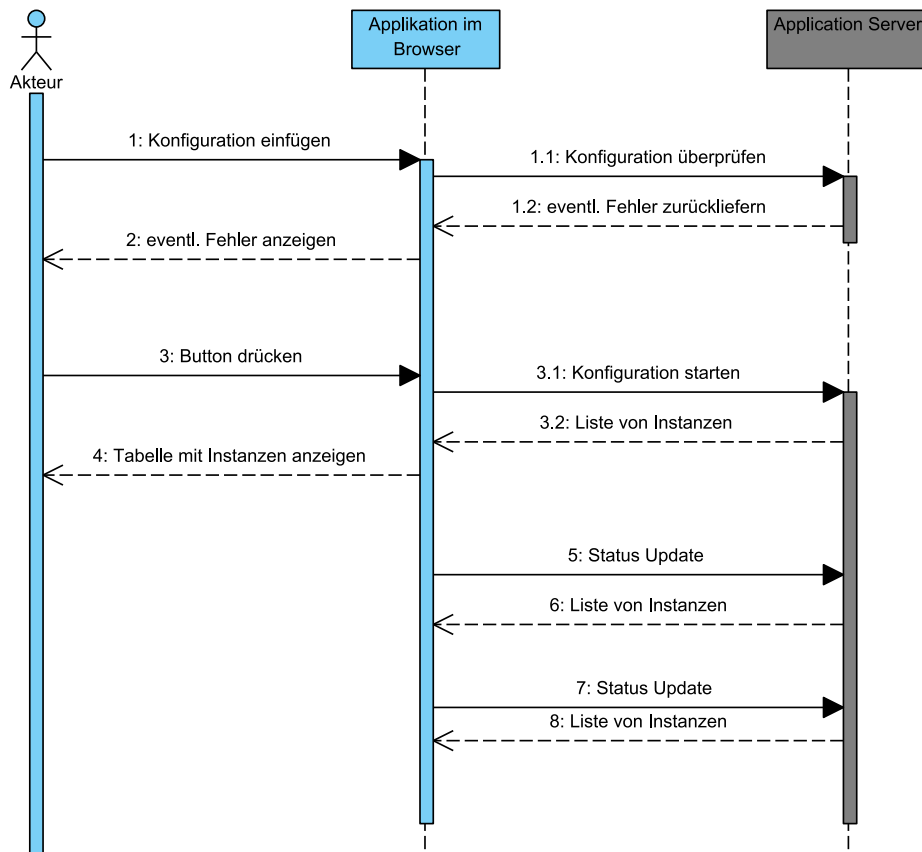 Applikation im
Browser
Application Server
Akteur
1: Konfiguration einfügen
1.1: Konfiguration überprüfen
1.2: eventl. Fehler zurückliefern
2: eventl. Fehler anzeigen
3: Button drücken
3.1: Konfiguration starten
3.2: Liste von Instanzen
4: Tabelle mit Instanzen anzeigen
5: Status Update
6: Liste von Instanzen
7: Status Update
8: Liste von Instanzen